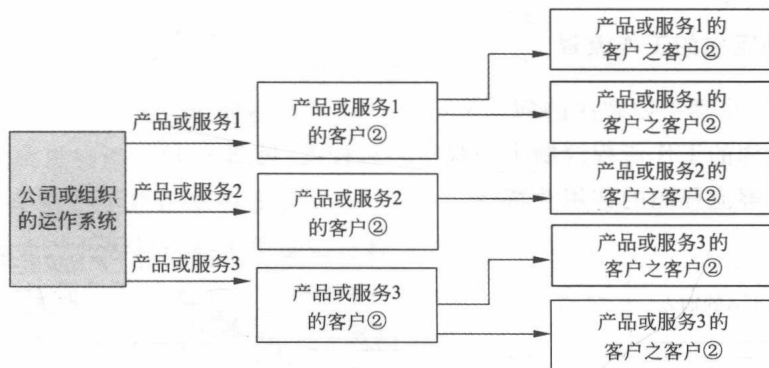 公司或组织
的运作系统
产品或服务1
产品或服务2
产品或服务3
产品或服务1
的客户②
产品或服务2
的客户②
产品或服务3
的客户②
产品或服务1的
客户之客户②
产品或服务1的
客户之客户②
产品或服务2的
客户之客户②
产品或服务3的
客户之客户②
产品或服务3的
客户之客户②